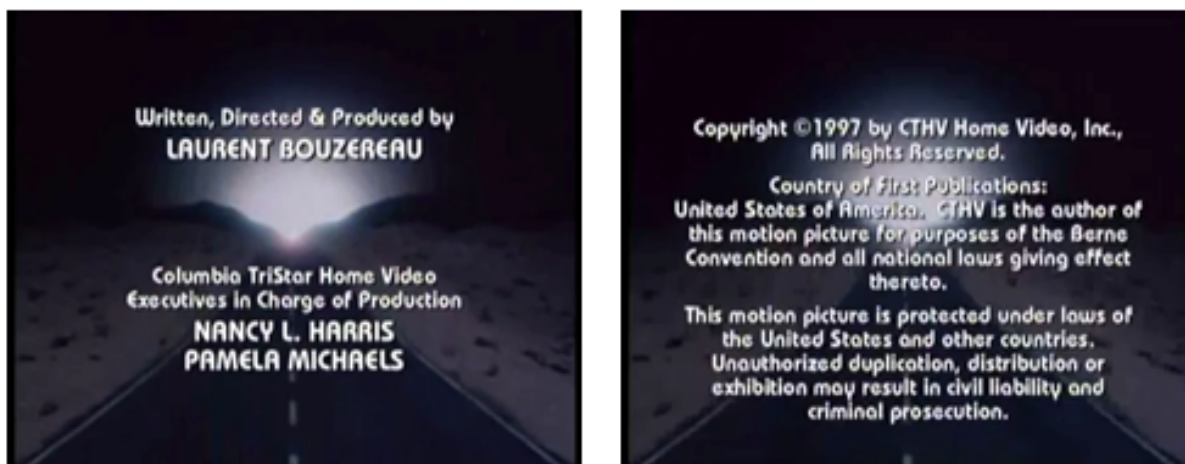 Written, Directed & Produced by
LAURENT BOUZEREAU
Columbia TriStar Home Video
Executives in Charge of Production
NANCY L. HARRIS
PAMELA MICHAELS
Copyright ©1997 by CTHV Home Video, Inc.,
All Rights Reserved.
Country of First Publications:
United States of America. CTHV is the author of
this motion picture for purposes of the Berne
Convention and all national laws giving effect
thereto.
This motion picture is protected under laws of
the United States and other countries.
Unauthorized duplication, distribution or
exhibition may result in civil liability and
criminal prosecution.